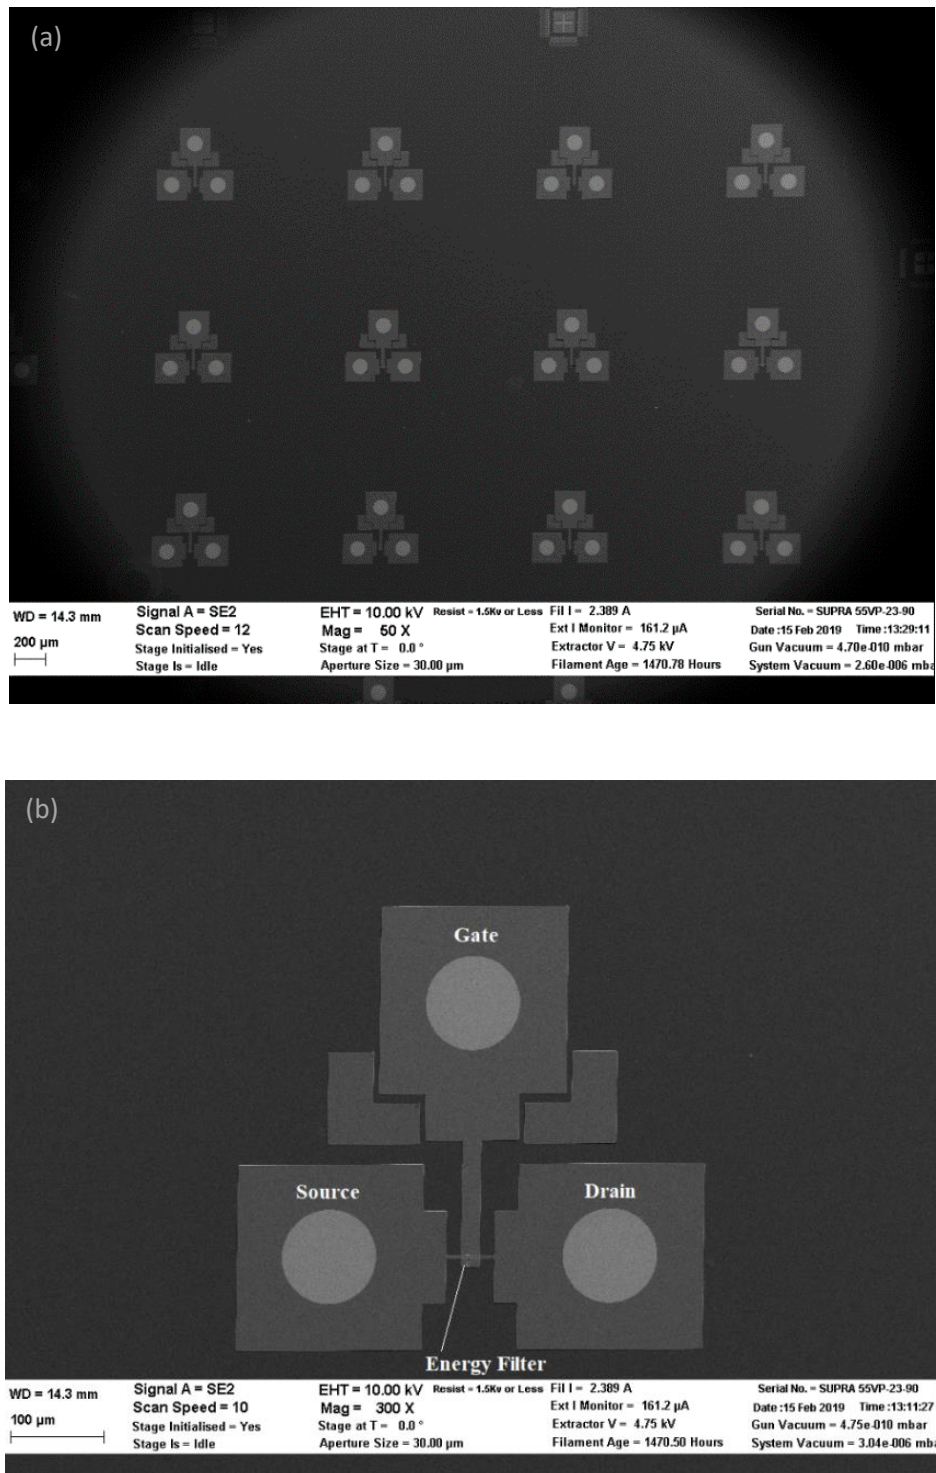 (a)
WD = 14.3 mm Signal A = SE2 EHT = 10.00 kV Resist = 1.5Kv or Less Fil I = 2.389 A Serial No. = SUPRA 55VP-23-90
200 µm Scan Speed = 12 Mag = 50 X Ext I Monitor = 161.2 µA Date :15 Feb 2019 Time :13:29:11
Stage Initialised = Yes Stage at T = 0.0 ° Extractor V = 4.75 kV Gun Vacuum = 4.70e-010 mbar
Stage Is = Idle Aperture Size = 30.00 µm Filament Age = 1470.78 Hours System Vacuum = 2.60e-006 mba
(b)
Gate
Source Drain
Energy Filter
WD = 14.3 mm Signal A = SE2 EHT = 10.00 kV Resist = 1.5Kv or Less Fil I = 2.389 A Serial No. = SUPRA 55VP-23-90
100 µm Scan Speed = 10 Mag = 300 X Ext I Monitor = 161.2 µA Date :15 Feb 2019 Time :13:11:27
Stage Initialised = Yes Stage at T = 0.0 ° Extractor V = 4.75 kV Gun Vacuum = 4.75e-010 mbar
Stage Is = Idle Aperture Size = 30.00 µm Filament Age = 1470.50 Hours System Vacuum = 3.04e-006 mba